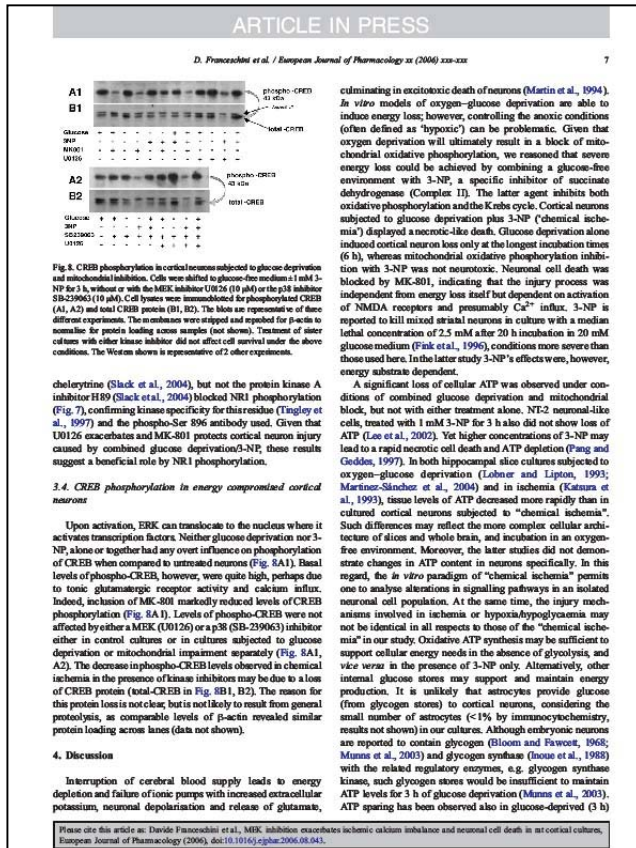 ARTICLE IN PRESS
D. Franceschini et al. / European Journal of Pharmacology xx (2006) xxx-xxx
7
A1
phospho-CREB
43 kDa
B1
total-CREB
Glucose
3NP
MK801
U0126
A2
phospho-CREB
43 kDa
B2
total-CREB
Glucose
3NP
SB239063
U0126
Fig. 8. CREB phosphorylation in cortical neurons subjected to glucose deprivation
and mitochondrial inhibition. Cells were shifted to glucose-free medium ±1 mM 3-
NP for 3 h, without or with the MEK inhibitor U0126 (10 μM) or the p38 inhibitor
SB-239063 (10 μM). Cell lysates were immunoblotted for phosphorylated CREB
(A1, A2) and total CREB protein (B1, B2). The blots are representative of three
different experiments. The membranes were stripped and reprobed for β-actin to
normalise for protein loading across samples (not shown). Treatment of sister
cultures with either kinase inhibitor did not affect cell survival under the above
conditions. The Western shown is representative of 2 other experiments.
chelerytrine (Slack et al., 2004), but not the protein kinase A
inhibitor H89 (Slack et al., 2004) blocked NR1 phosphorylation
(Fig. 7), confirming kinase specificity for this residue (Tingley et
al., 1997) and the phospho-Ser 896 antibody used. Given that
U0126 exacerbates and MK-801 protects cortical neuron injury
caused by combined glucose deprivation/3-NP, these results
suggest a beneficial role by NR1 phosphorylation.
3.4. CREB phosphorylation in energy compromised cortical
neurons
Upon activation, ERK can translocate to the nucleus where it
activates transcription factors. Neither glucose deprivation nor 3-
NP, alone or together had any overt influence on phosphorylation
of CREB when compared to untreated neurons (Fig. 8A1). Basal
levels of phospho-CREB, however, were quite high, perhaps due
to tonic glutamatergic receptor activity and calcium influx.
Indeed, inclusion of MK-801 markedly reduced levels of CREB
phosphorylation (Fig. 8A1). Levels of phospho-CREB were not
affected by either a MEK (U0126) or a p38 (SB-239063) inhibitor
either in control cultures or in cultures subjected to glucose
deprivation or mitochondrial impairment separately (Fig. 8A1,
A2). The decrease in phospho-CREB levels observed in chemical
ischemia in the presence of kinase inhibitors may be due to a loss
of CREB protein (total-CREB in Fig. 8B1, B2). The reason for
this protein loss is not clear, but is not likely to result from general
proteolysis, as comparable levels of β-actin revealed similar
protein loading across lanes (data not shown).
4. Discussion
Interruption of cerebral blood supply leads to energy
depletion and failure of ionic pumps with increased extracellular
potassium, neuronal depolarisation and release of glutamate,
culminating in excitotoxic death of neurons (Martin et al., 1994).
In vitro models of oxygen–glucose deprivation are able to
induce energy loss; however, controlling the anoxic conditions
(often defined as ‘hypoxic’) can be problematic. Given that
oxygen deprivation will ultimately result in a block of mito-
chondrial oxidative phosphorylation, we reasoned that severe
energy loss could be achieved by combining a glucose-free
environment with 3-NP, a specific inhibitor of succinate
dehydrogenase (Complex II). The latter agent inhibits both
oxidative phosphorylation and the Krebs cycle. Cortical neurons
subjected to glucose deprivation plus 3-NP (‘chemical ische-
mia’) displayed a necrotic-like death. Glucose deprivation alone
induced cortical neuron loss only at the longest incubation times
(6 h), whereas mitochondrial oxidative phosphorylation inhibi-
tion with 3-NP was not neurotoxic. Neuronal cell death was
blocked by MK-801, indicating that the injury process was
independent from energy loss itself but dependent on activation
of NMDA receptors and presumably Ca²⁺ influx. 3-NP is
reported to kill mixed striatal neurons in culture with a median
lethal concentration of 2.5 mM after 20 h incubation in 20 mM
glucose medium (Fink et al., 1996), conditions more severe than
those used here. In the latter study 3-NP's effects were, however,
energy substrate dependent.
A significant loss of cellular ATP was observed under con-
ditions of combined glucose deprivation and mitochondrial
block, but not with either treatment alone. NT-2 neuronal-like
cells, treated with 1 mM 3-NP for 3 h also did not show loss of
ATP (Lee et al., 2002). Yet higher concentrations of 3-NP may
lead to a rapid necrotic cell death and ATP depletion (Pang and
Geddes, 1997). In both hippocampal slice cultures subjected to
oxygen–glucose deprivation (Lobner and Lipton, 1993;
Martínez-Sánchez et al., 2004) and in ischemia (Katsura et
al., 1993), tissue levels of ATP decreased more rapidly than in
cultured cortical neurons subjected to “chemical ischemia”.
Such differences may reflect the more complex cellular archi-
tecture of slices and whole brain, and incubation in an oxygen-
free environment. Moreover, the latter studies did not demon-
strate changes in ATP content in neurons specifically. In this
regard, the in vitro paradigm of “chemical ischemia” permits
one to analyse alterations in signalling pathways in an isolated
neuronal cell population. At the same time, the injury mech-
anisms involved in ischemia or hypoxia/hypoglycaemia may
not be identical in all respects to those of the “chemical ische-
mia” in our study. Oxidative ATP synthesis may be sufficient to
support cellular energy needs in the absence of glycolysis, and
vice versa in the presence of 3-NP only. Alternatively, other
internal glucose stores may support and maintain energy
production. It is unlikely that astrocytes provide glucose
(from glycogen stores) to cortical neurons, considering the
small number of astrocytes (<1% by immunocytochemistry,
results not shown) in our cultures. Although embryonic neurons
are reported to contain glycogen (Bloom and Fawcett, 1968;
Munns et al., 2003) and glycogen synthase (Inoue et al., 1988)
with the related regulatory enzymes, e.g. glycogen synthase
kinase, such glycogen stores would be insufficient to maintain
ATP levels for 3 h of glucose deprivation (Munns et al., 2003).
ATP sparing has been observed also in glucose-deprived (3 h)
Please cite this article as: Davide Franceschini et al., MEK inhibition exacerbates ischemic calcium imbalance and neuronal cell death in rat cortical cultures,
European Journal of Pharmacology (2006), doi:10.1016/j.ejphar.2006.08.043.